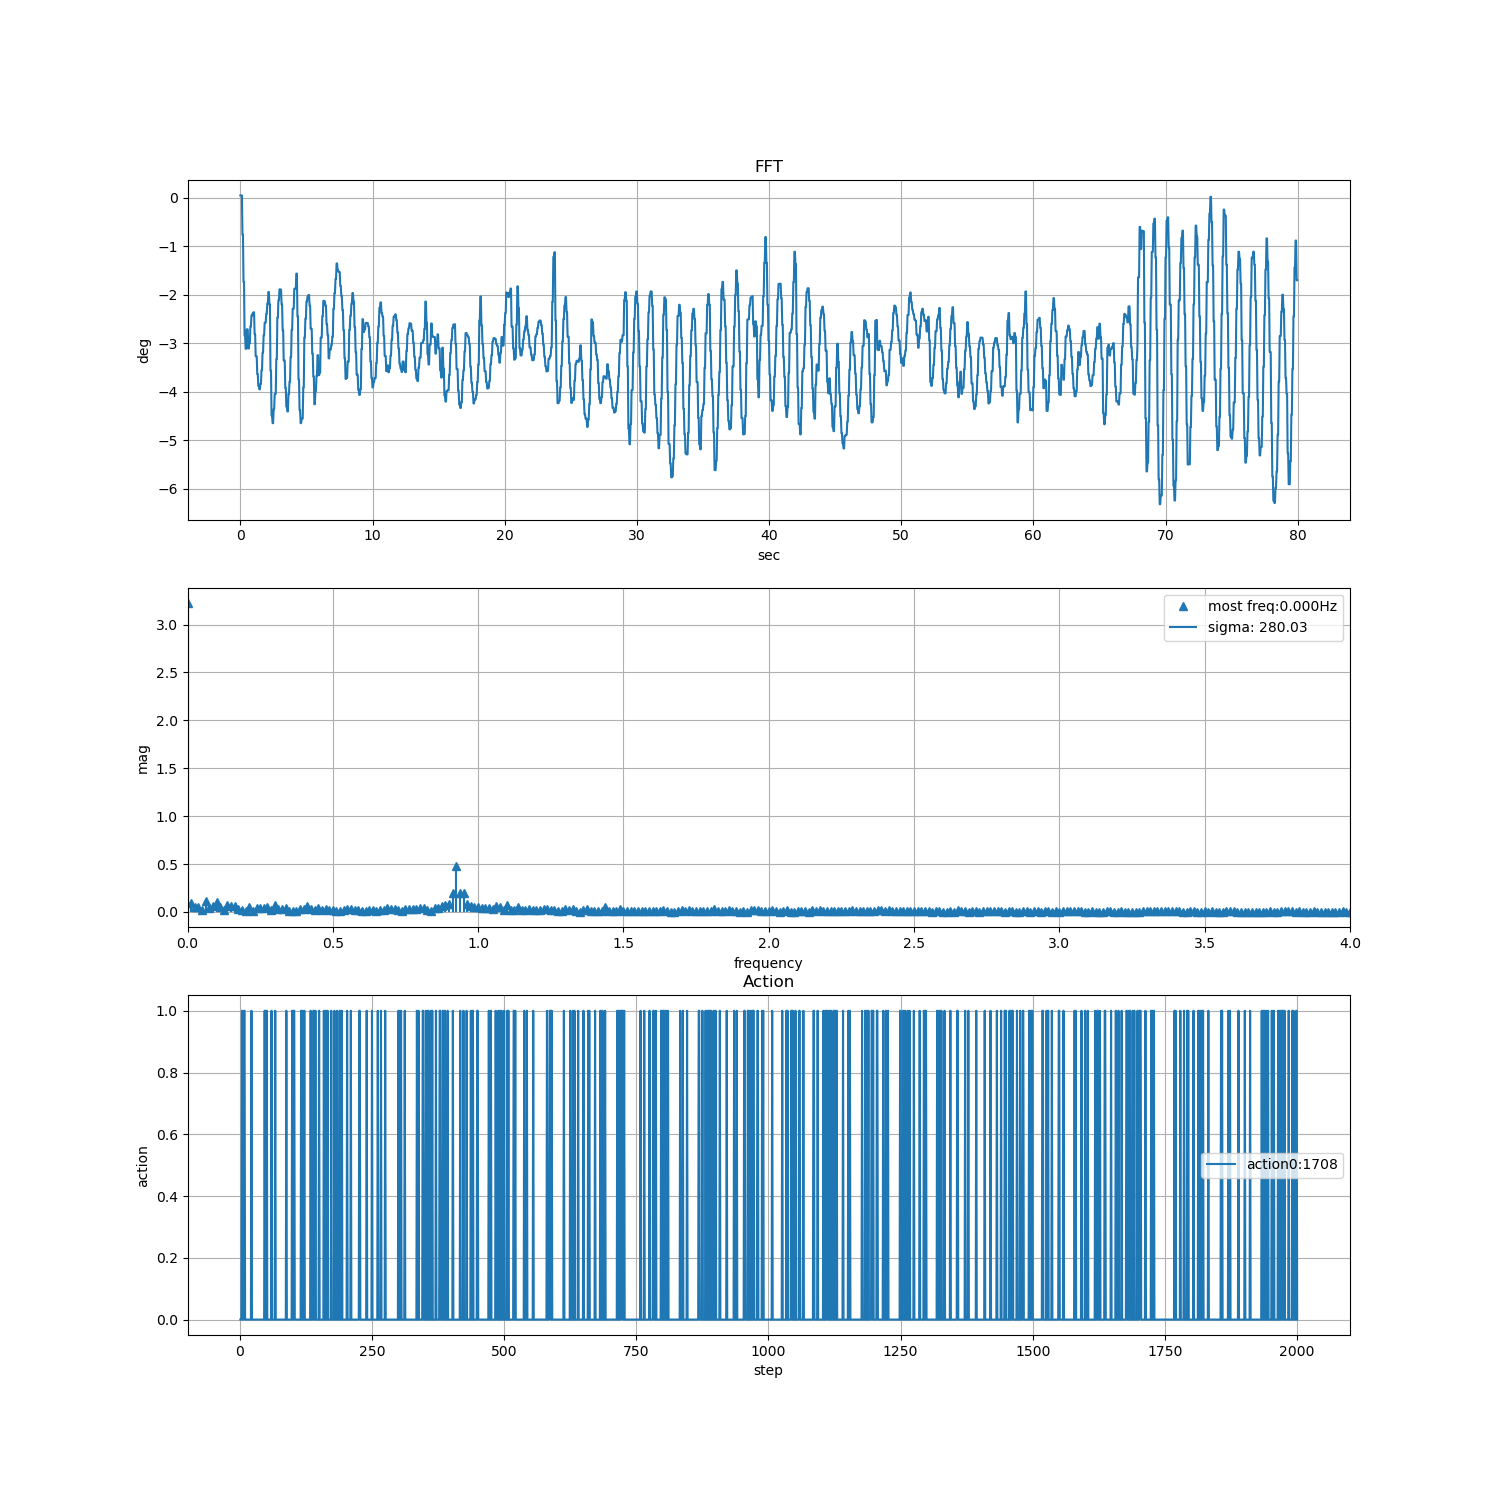 FFT
0
−1
−2
−3
−4
−5
−6
deg
0 10 20 30 40 50 60 70 80
sec
most freq:0.000Hz
sigma: 280.03
3.0
2.5
2.0
1.5
1.0
0.5
0.0
mag
0.0 0.5 1.0 1.5 2.0 2.5 3.0 3.5 4.0
frequency
Action
1.0
0.8
0.6
0.4
0.2
0.0
action
action0:1708
0 250 500 750 1000 1250 1500 1750 2000
step